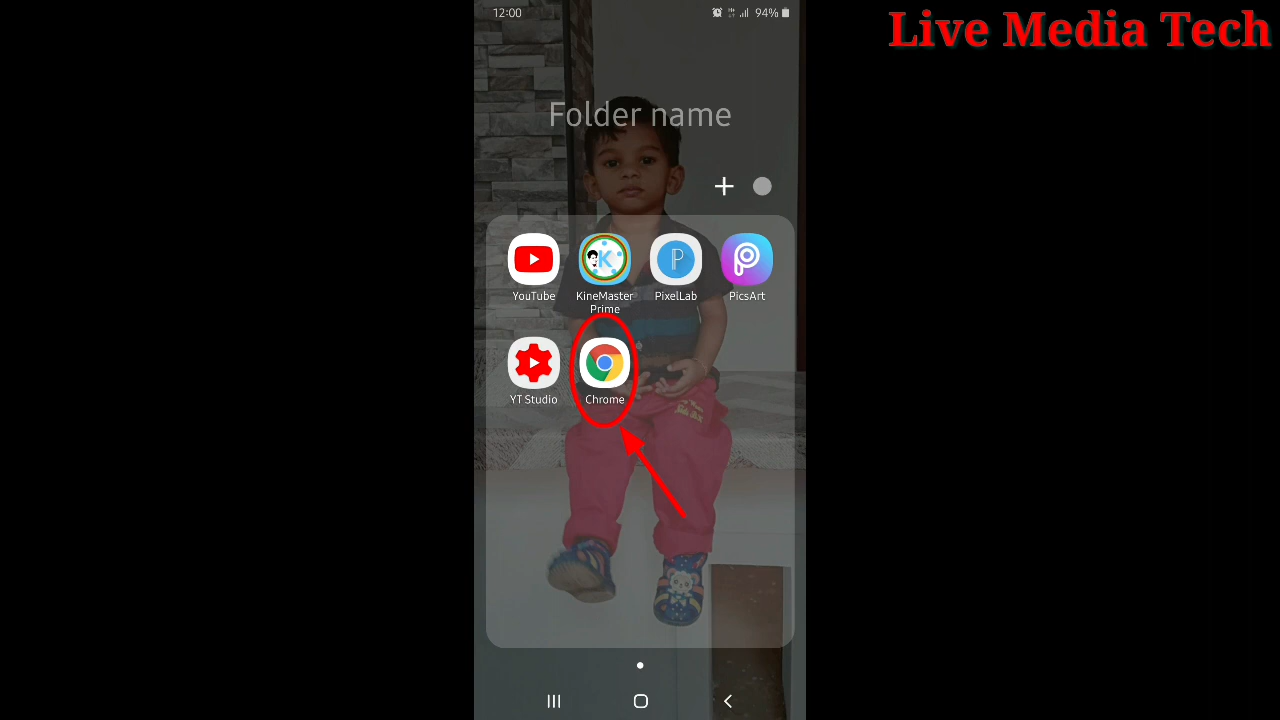 12:00
94%
Live Media Tech
Folder name
YouTube
KineMaster
Prime
PixelLab
PicsArt
YT Studio
Chrome